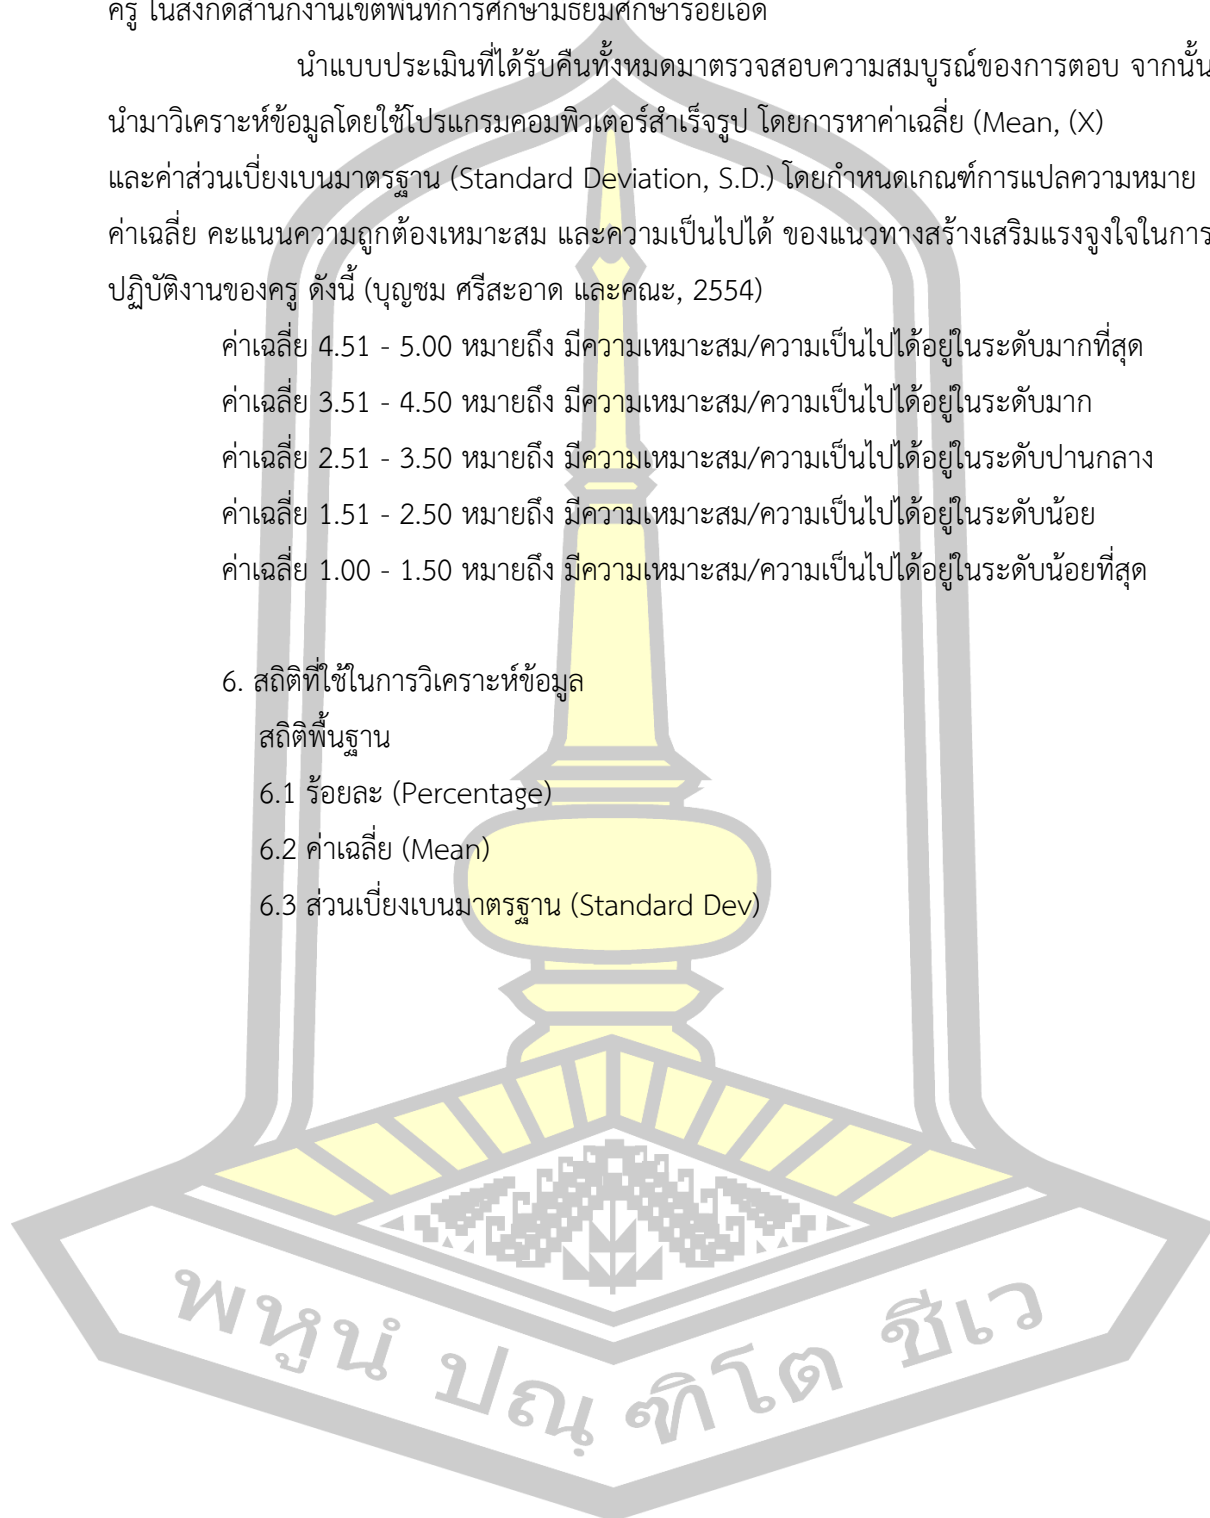 ครู ในสังกัดสำนักงานเขตพื้นที่การศึกษามัธยมศึกษาร้อยเอ็ด
นำแบบประเมินที่ได้รับคืนทั้งหมดมาตรวจสอบความสมบูรณ์ของการตอบ จากนั้น
นำมาวิเคราะห์ข้อมูลโดยใช้โปรแกรมคอมพิวเตอร์สำเร็จรูป โดยการหาค่าเฉลี่ย (Mean, (X)
และค่าส่วนเบี่ยงเบนมาตรฐาน (Standard Deviation, S.D.) โดยกำหนดเกณฑ์การแปลความหมาย
ค่าเฉลี่ย คะแนนความถูกต้องเหมาะสม และความเป็นไปได้ ของแนวทางสร้างเสริมแรงจูงใจในการ
ปฏิบัติงานของครู ดังนี้ (บุญชม ศรีสะอาด และคณะ, 2554)
ค่าเฉลี่ย 4.51 - 5.00 หมายถึง มีความเหมาะสม/ความเป็นไปได้อยู่ในระดับมากที่สุด
ค่าเฉลี่ย 3.51 - 4.50 หมายถึง มีความเหมาะสม/ความเป็นไปได้อยู่ในระดับมาก
ค่าเฉลี่ย 2.51 - 3.50 หมายถึง มีความเหมาะสม/ความเป็นไปได้อยู่ในระดับปานกลาง
ค่าเฉลี่ย 1.51 - 2.50 หมายถึง มีความเหมาะสม/ความเป็นไปได้อยู่ในระดับน้อย
ค่าเฉลี่ย 1.00 - 1.50 หมายถึง มีความเหมาะสม/ความเป็นไปได้อยู่ในระดับน้อยที่สุด
6. สถิติที่ใช้ในการวิเคราะห์ข้อมูล
สถิติพื้นฐาน
6.1 ร้อยละ (Percentage)
6.2 ค่าเฉลี่ย (Mean)
6.3 ส่วนเบี่ยงเบนมาตรฐาน (Standard Dev)
พหูนํ ปณฺฑิโต ชีเว